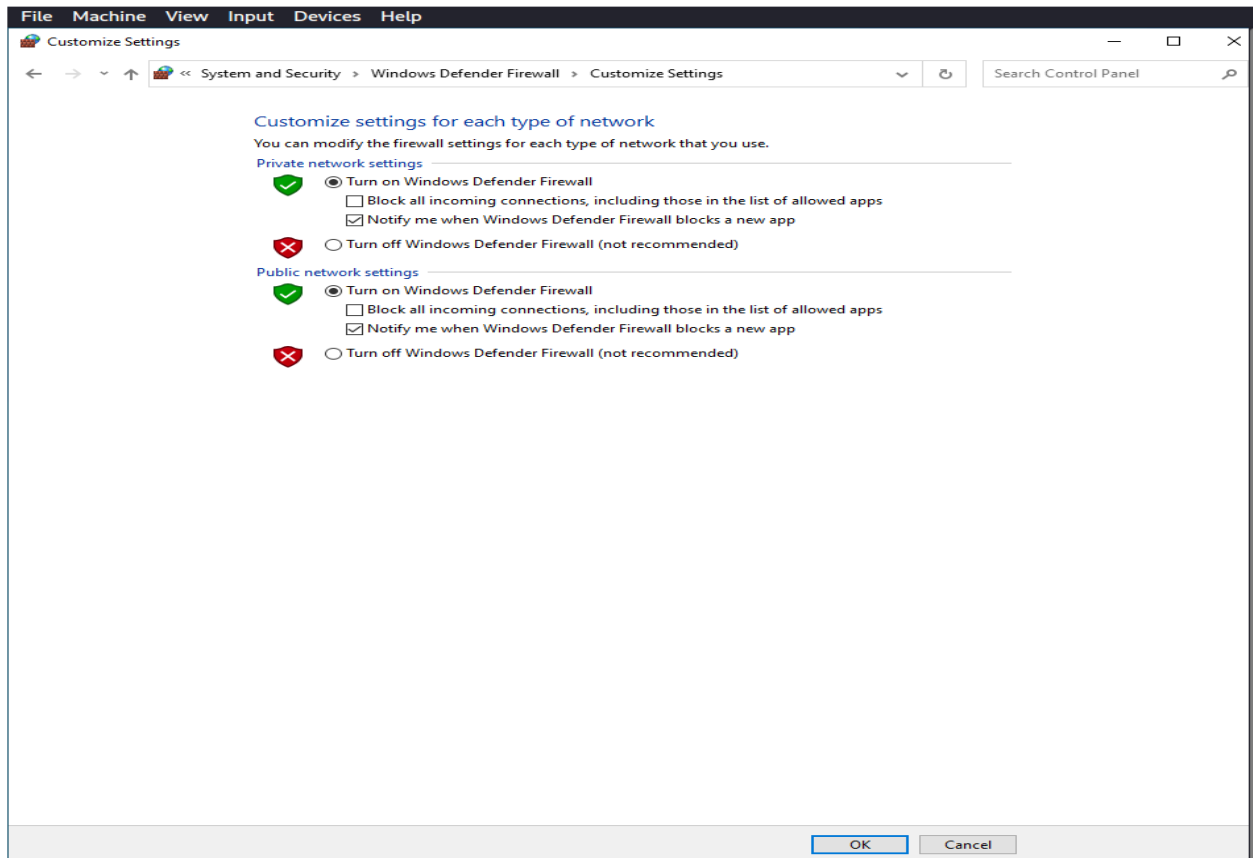 File Machine View Input Devices Help
Customize Settings
« System and Security › Windows Defender Firewall › Customize Settings Search Control Panel
Customize settings for each type of network
You can modify the firewall settings for each type of network that you use.
Private network settings
Turn on Windows Defender Firewall
Block all incoming connections, including those in the list of allowed apps
Notify me when Windows Defender Firewall blocks a new app
Turn off Windows Defender Firewall (not recommended)
Public network settings
Turn on Windows Defender Firewall
Block all incoming connections, including those in the list of allowed apps
Notify me when Windows Defender Firewall blocks a new app
Turn off Windows Defender Firewall (not recommended)
OK Cancel